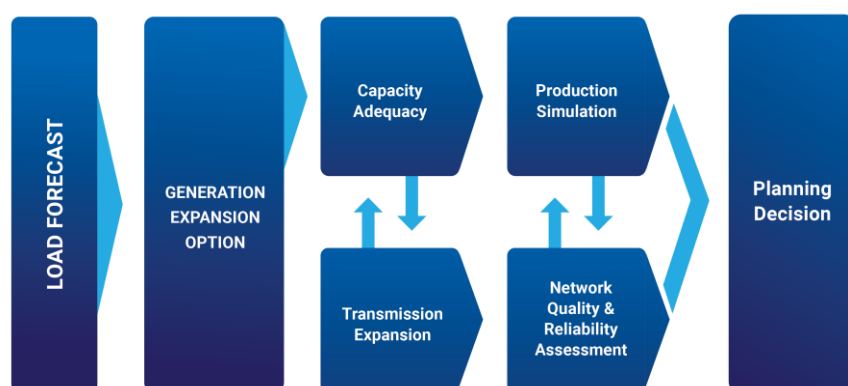 LOAD FORECAST
GENERATION
EXPANSION
OPTION
Capacity
Adequacy
Transmission
Expansion
Production
Simulation
Network
Quality &
Reliability
Assessment
Planning
Decision